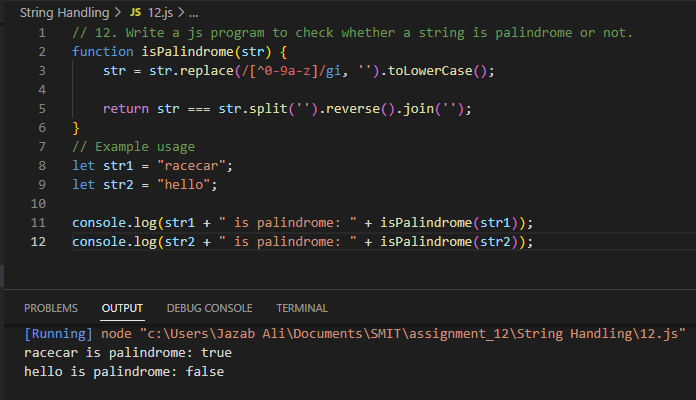 String Handling > JS 12.js > ...
1 // 12. Write a js program to check whether a string is palindrome or not.
2 function isPalindrome(str) {
3 str = str.replace(/[^0-9a-z]/gi, '').toLowerCase();
4
5 return str === str.split('').reverse().join('');
6 }
7 // Example usage
8 let str1 = "racecar";
9 let str2 = "hello";
10
11 console.log(str1 + " is palindrome: " + isPalindrome(str1));
12 console.log(str2 + " is palindrome: " + isPalindrome(str2));
PROBLEMS OUTPUT DEBUG CONSOLE TERMINAL
[Running] node "c:\Users\Jazab Ali\Documents\SMIT\assignment_12\String Handling\12.js"
racecar is palindrome: true
hello is palindrome: false